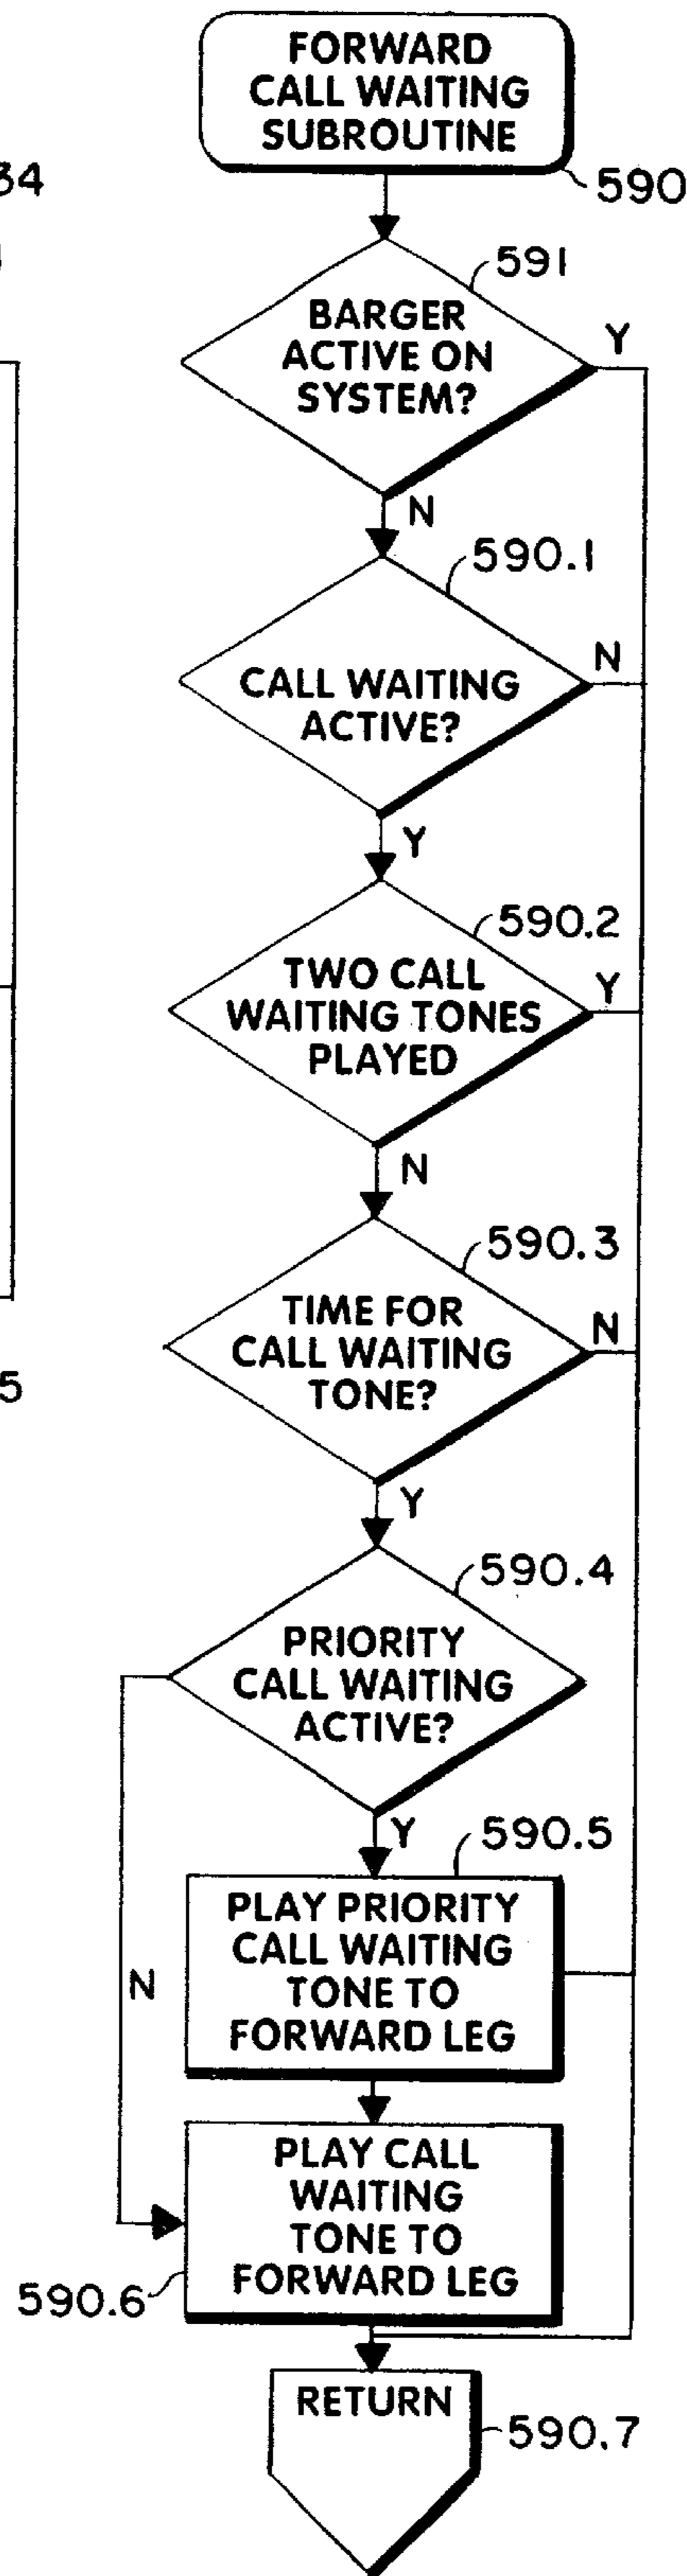 FORWARD
CALL WAITING
SUBROUTINE
34
590
591
BARGER
ACTIVE ON
SYSTEM?
Y
N
590.1
CALL WAITING
ACTIVE?
N
Y
590.2
TWO CALL
WAITING TONES
PLAYED
Y
N
590.3
TIME FOR
CALL WAITING
TONE?
N
5
Y
590.4
PRIORITY
CALL WAITING
ACTIVE?
Y
590.5
PLAY PRIORITY
CALL WAITING
TONE TO
FORWARD LEG
N
PLAY CALL
WAITING
TONE TO
FORWARD LEG
590.6
RETURN
590.7